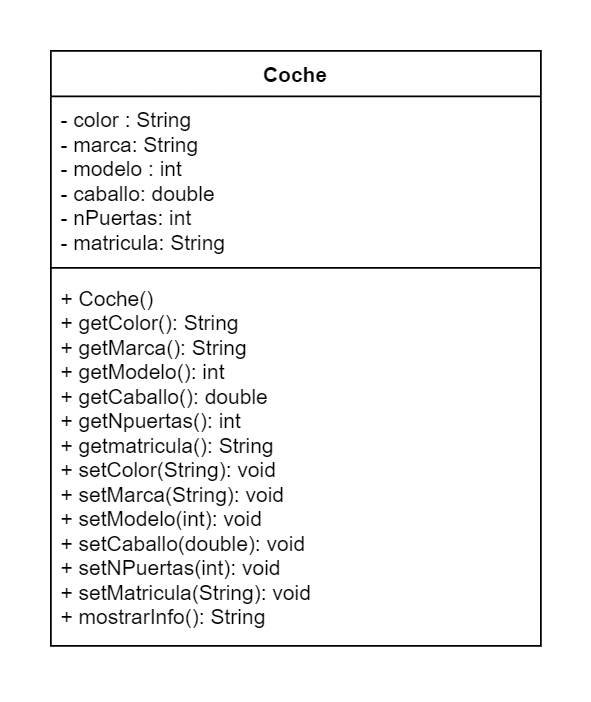 Coche
- color : String
- marca: String
- modelo : int
- caballo: double
- nPuertas: int
- matricula: String
+ Coche()
+ getColor(): String
+ getMarca(): String
+ getModelo(): int
+ getCaballo(): double
+ getNpuertas(): int
+ getmatricula(): String
+ setColor(String): void
+ setMarca(String): void
+ setModelo(int): void
+ setCaballo(double): void
+ setNPuertas(int): void
+ setMatricula(String): void
+ mostrarInfo(): String